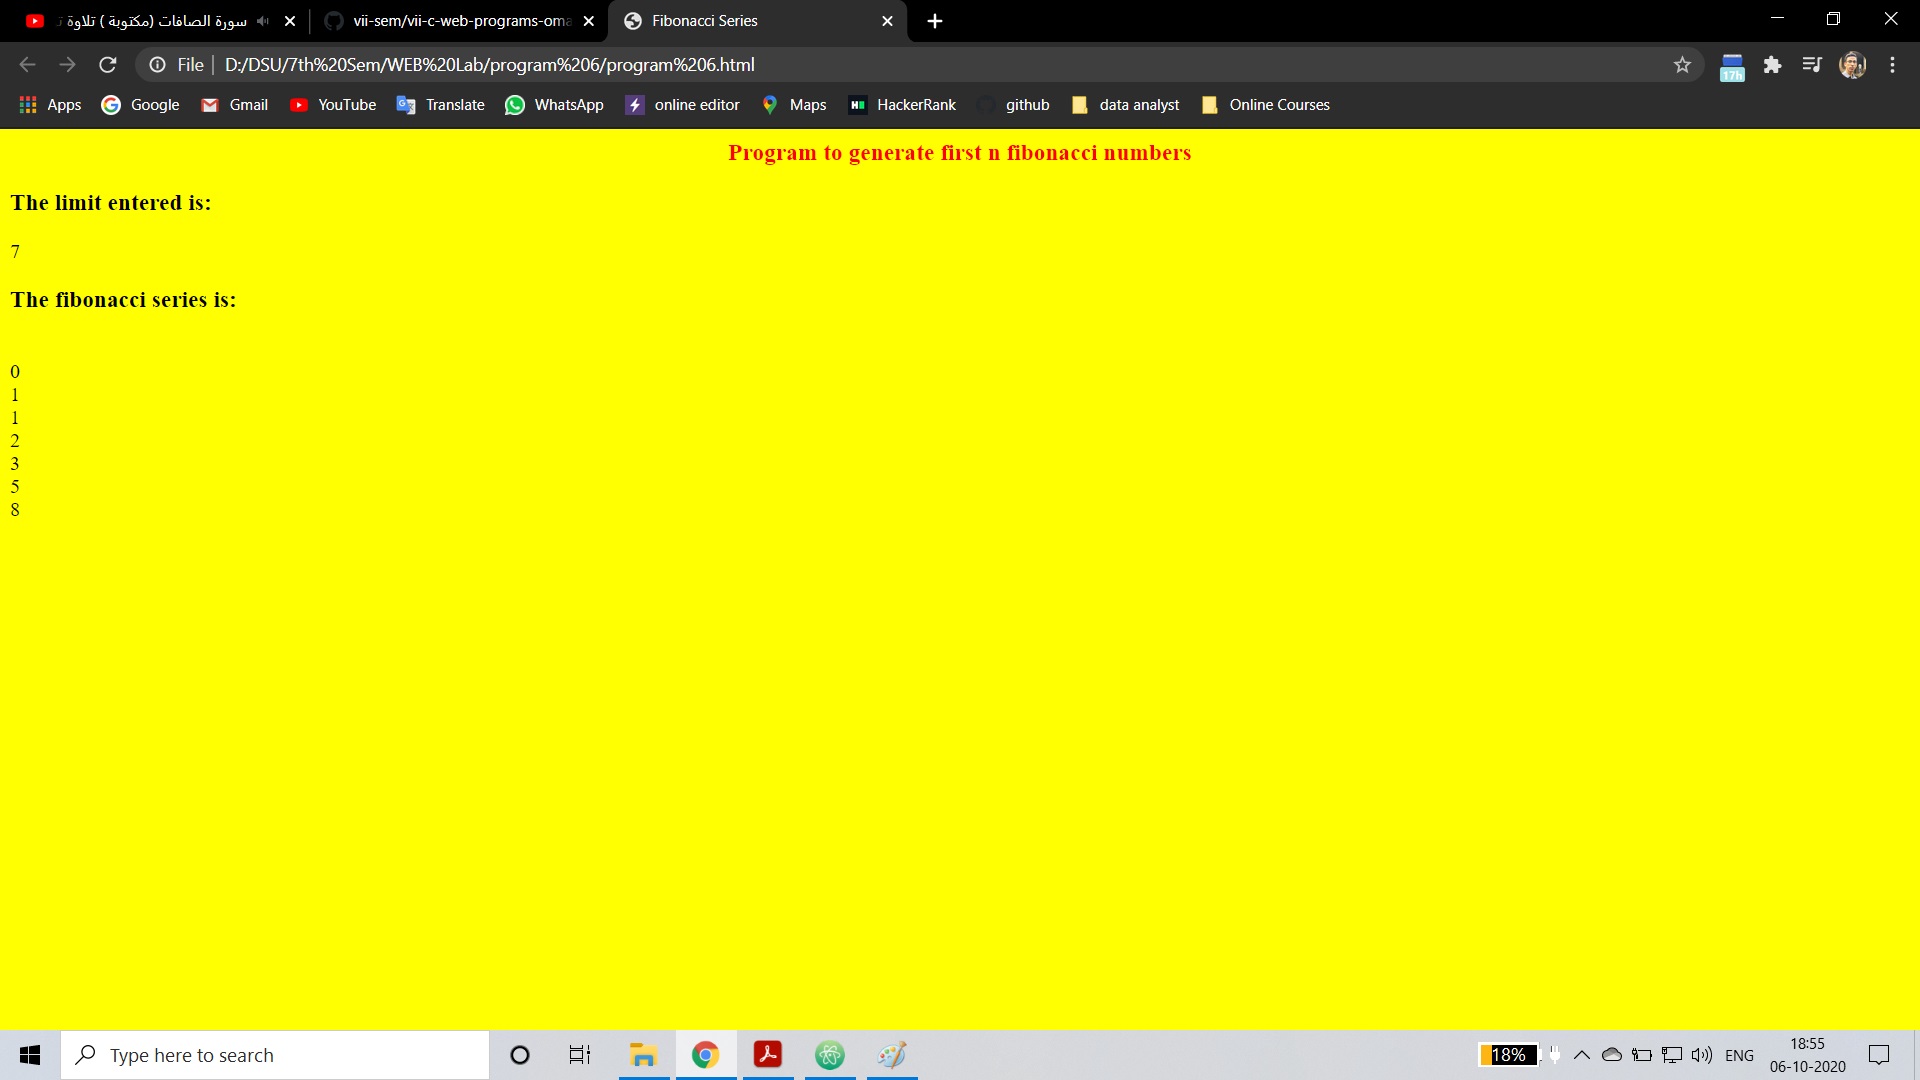 سورة الصافات (مكتوبة ) تلاوة
vii-sem/vii-c-web-programs-oma
Fibonacci Series
File
D:/DSU/7th%20Sem/WEB%20Lab/program%206/program%206.html
17h
Apps
Google
Gmail
YouTube
Translate
WhatsApp
online editor
Maps
HackerRank
github
data analyst
Online Courses
Program to generate first n fibonacci numbers
The limit entered is:
7
The fibonacci series is:
0
1
1
2
3
5
8
Type here to search
18%
ENG
18:55
06-10-2020